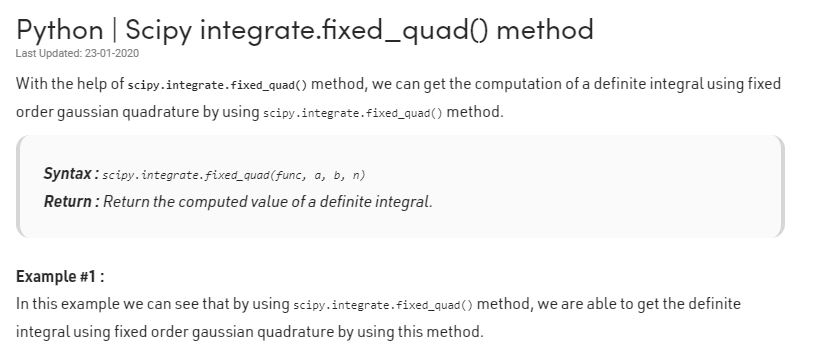 Python | Scipy integrate.fixed_quad() method
Last Updated: 23-01-2020
With the help of scipy.integrate.fixed_quad() method, we can get the computation of a definite integral using fixed
order gaussian quadrature by using scipy.integrate.fixed_quad() method.
Syntax : scipy.integrate.fixed_quad(func, a, b, n)
Return : Return the computed value of a definite integral.
Example #1 :
In this example we can see that by using scipy.integrate.fixed_quad() method, we are able to get the definite
integral using fixed order gaussian quadrature by using this method.